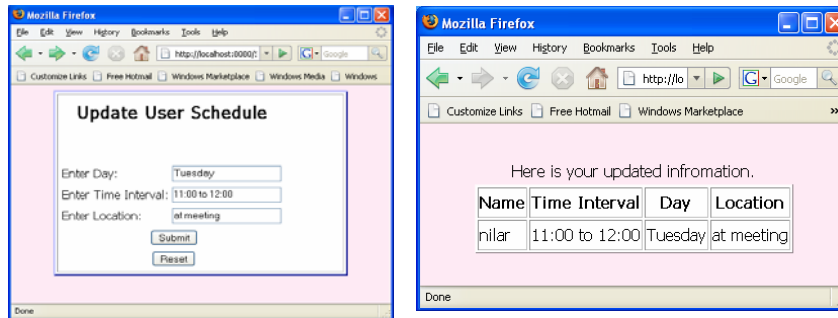 Mozilla Firefox
File Edit View History Bookmarks Tools Help
http://localhost:8080/: Google
Customize Links Free Hotmail Windows Marketplace Windows Media Windows
Update User Schedule
Enter Day: Tuesday
Enter Time Interval: 11:00 to 12:00
Enter Location: at meeting
Submit
Reset
Done
Mozilla Firefox
File Edit View History Bookmarks Tools Help
http://lo Google
Customize Links Free Hotmail Windows Marketplace »
Here is your updated infromation.
Name Time Interval Day Location
nilar 11:00 to 12:00 Tuesday at meeting
Done